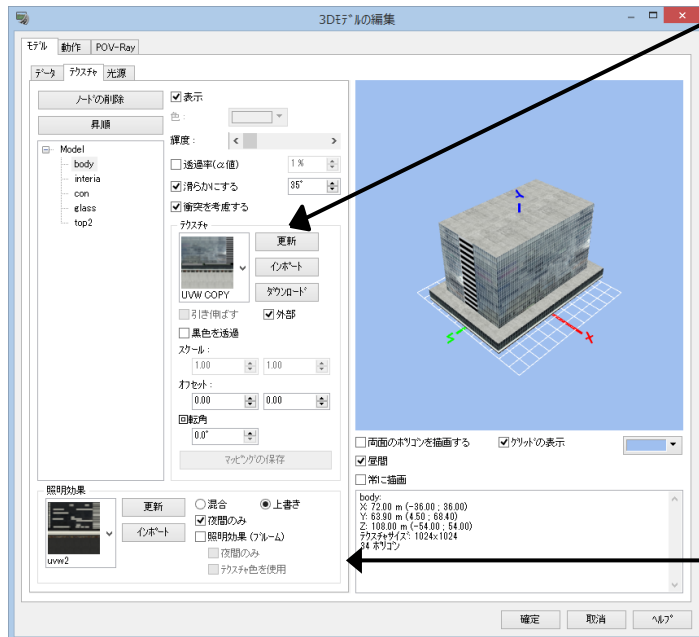 3Dﾓﾃﾞﾙの編集
ﾓﾃﾞﾙ 動作 POV-Ray
ﾃﾞｰﾀ ﾃｸｽﾁｬ 光源
ﾉｰﾄﾞの削除
昇順
Model
body
interia
con
glass
top2
表示
色:
輝度:
透過率(α値) 1 %
滑らかにする 35°
衝突を考慮する
ﾃｸｽﾁｬ
更新
ｲﾝﾎﾟｰﾄ
ﾀﾞｳﾝﾛｰﾄﾞ
UVW COPY
引き伸ばす 外部
黒色を透過
ｽｹｰﾙ:
1.00 1.00
ｵﾌｾｯﾄ:
0.00 0.00
回転角
0.0°
ﾏｯﾋﾟﾝｸﾞの保存
照明効果
更新
ｲﾝﾎﾟｰﾄ
uvw2
混合 上書き
夜間のみ
照明効果 (ﾌﾞﾙｰﾑ)
夜間のみ
ﾃｸｽﾁｬ色を使用
Y
S
X
両面のﾎﾟﾘｺﾞﾝを描画する ｸﾞﾘｯﾄﾞの表示
昼間
常に描画
body:
X: 72.00 m (-36.00 ; 36.00)
Y: 63.90 m (4.50 ; 68.40)
Z: 108.00 m (-54.00 ; 54.00)
ﾃｸｽﾁｬｻｲｽﾞ: 1024x1024
34 ﾎﾟﾘｺﾞﾝ
確定 取消 ﾍﾙﾌﾟ